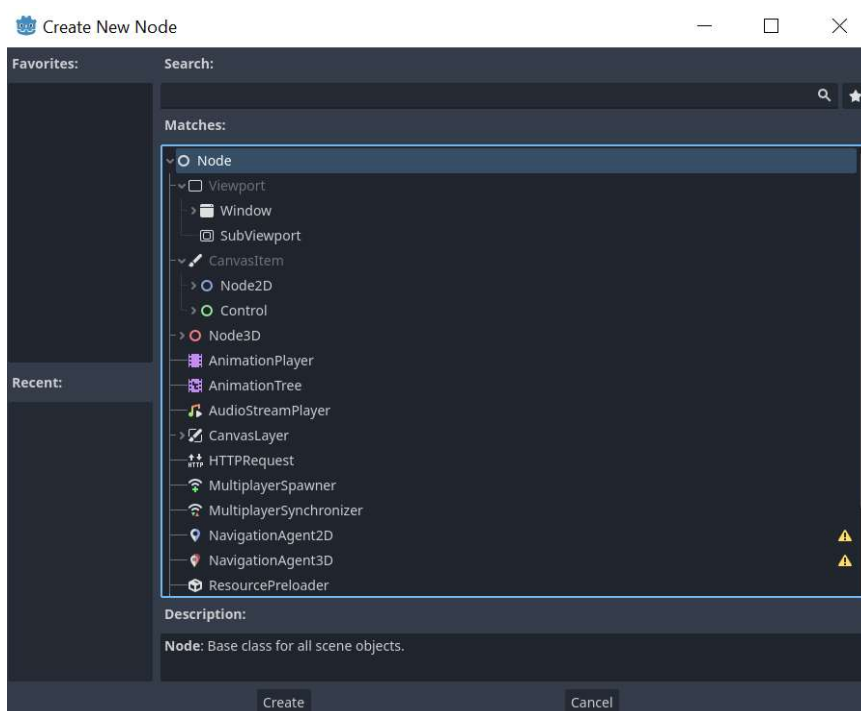 Create New Node
Favorites:
Search:
Matches:
Node
Viewport
Window
SubViewport
CanvasItem
Node2D
Control
Node3D
AnimationPlayer
AnimationTree
Recent:
AudioStreamPlayer
CanvasLayer
HTTP HTTPRequest
MultiplayerSpawner
MultiplayerSynchronizer
NavigationAgent2D
NavigationAgent3D
ResourcePreloader
Description:
Node: Base class for all scene objects.
Create Cancel